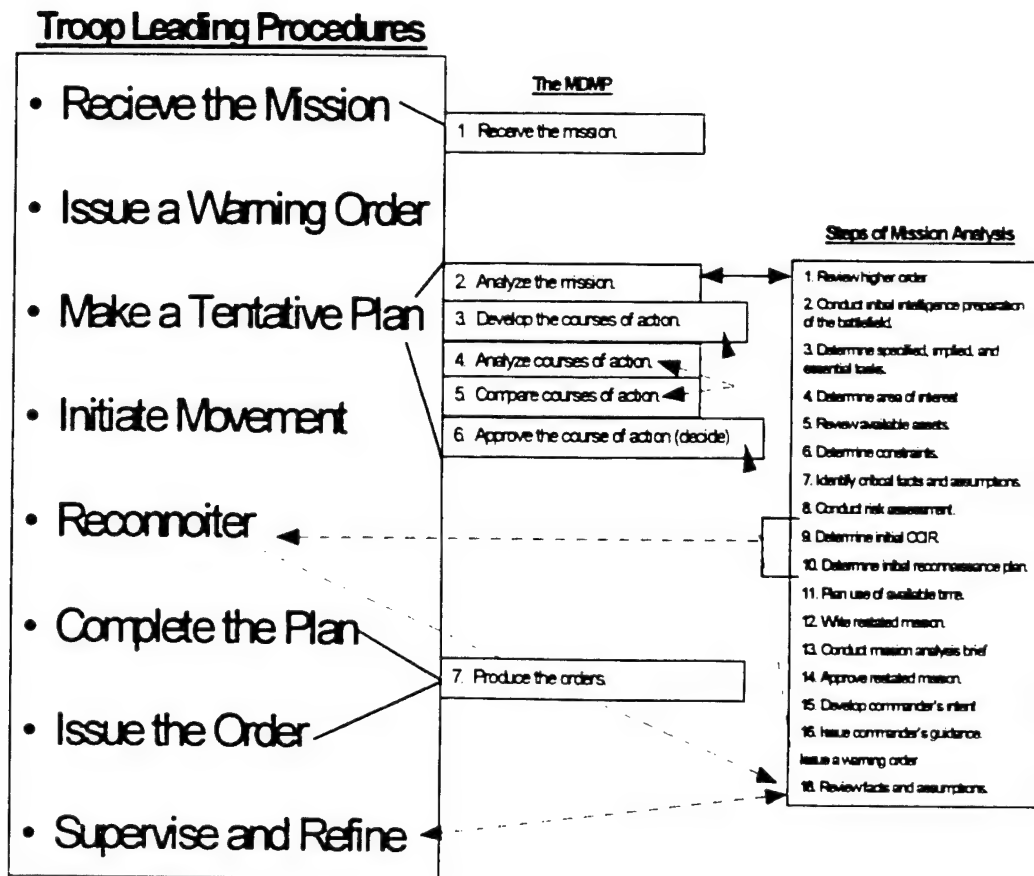 Troop Leading Procedures
• Recieve the Mission
• Issue a Warning Order
• Make a Tentative Plan
• Initiate Movement
• Reconnoiter
• Complete the Plan
• Issue the Order
• Supervise and Refine
The MDMP
1 Receive the mission.
2. Analyze the mission.
3. Develop the courses of action.
4. Analyze courses of action.
5. Compare courses of action.
6. Approve the course of action (decide)
7. Produce the orders.
Steps of Mission Analysis
1. Review higher order
2. Conduct initial intelligence preparation
of the battlefield.
3. Determine specified, implied, and
essential tasks.
4. Determine area of interest
5. Review available assets.
6. Determine constraints.
7. Identify critical facts and assumptions.
8. Conduct risk assessment.
9. Determine initial CCIR
10. Determine initial reconnaissance plan.
11. Plan use of available time.
12. Write restated mission.
13. Conduct mission analysis brief
14. Approve restated mission.
15. Develop commander's intent
16. Issue commander's guidance.
Issue a warning order
18. Review facts and assumptions.